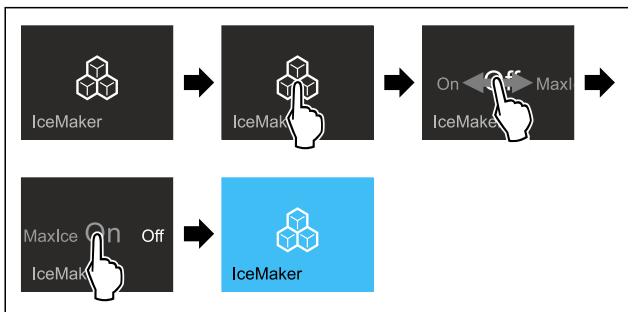 IceMaker
IceMak
On Off MaxI
IceMake
MaxIce On Off
IceMak
IceMaker